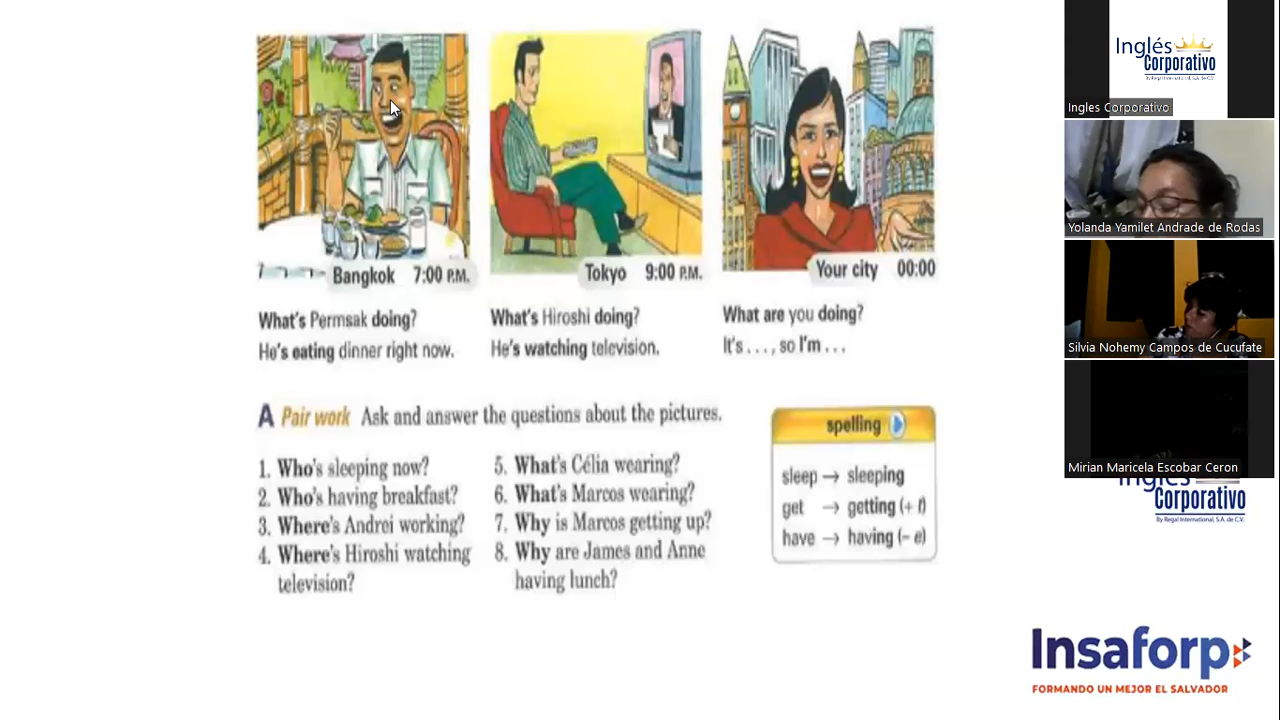 Bangkok 7:00 P.M.
Tokyo 9:00 P.M.
Your city 00:00
What's Permsak doing?
He's eating dinner right now.
What's Hiroshi doing?
He's watching television.
What are you doing?
It's . . . , so I'm . . .
A Pair work Ask and answer the questions about the pictures.
1. Who's sleeping now?
2. Who's having breakfast?
3. Where's Andrei working?
4. Where's Hiroshi watching
television?
5. What's Célia wearing?
6. What's Marcos wearing?
7. Why is Marcos getting up?
8. Why are James and Anne
having lunch?
spelling
sleep → sleeping
get → getting (+ t)
have → having (– e)
Inglés
Corporativo
By Regal International, S.A. de C.V.
Ingles Corporativo
Yolanda Yamilet Andrade de Rodas
Silvia Nohemy Campos de Cucufate
Mirian Maricela Escobar Ceron
Inglés
Corporativo
By Regal International, S.A. de C.V.
Insaforp
FORMANDO UN MEJOR EL SALVADOR